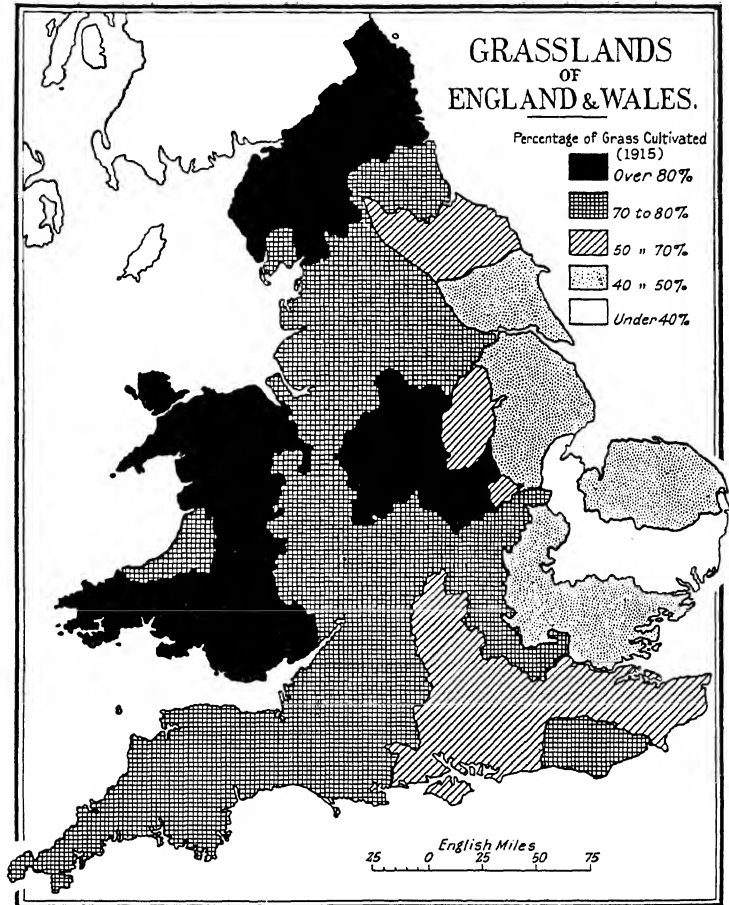 GRASSLANDS
OF
ENGLAND & WALES.
Percentage of Grass Cultivated
(1915)
Over 80%
70 to 80%
50 " 70%
40 " 50%
Under 40%
English Miles
25 0 25 50 75